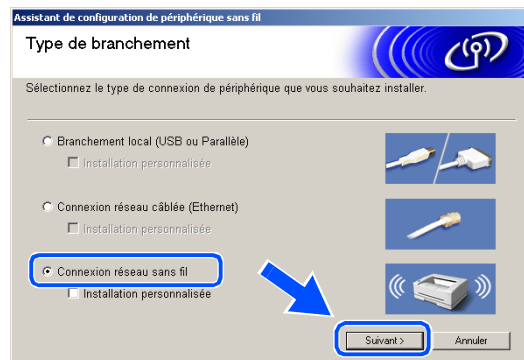 Assistant de configuration de périphérique sans fil
Type de branchement
Sélectionnez le type de connexion de périphérique que vous souhaitez installer.
Branchement local (USB ou Parallèle)
Installation personnalisée
Connexion réseau câblée (Ethernet)
Installation personnalisée
Connexion réseau sans fil
Installation personnalisée
Suivant >
Annuler